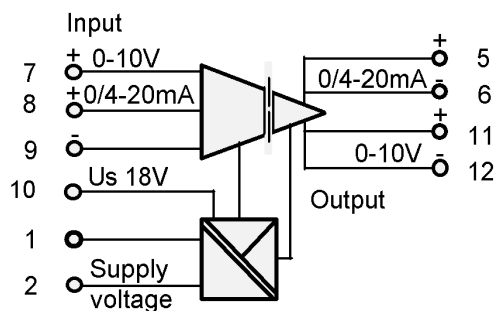 Input
7 + 0-10V
8 + 0/4-20mA
9 -
10 Us 18V
1
2 Supply
voltage
+ 5
0/4-20mA - 6
+ 11
0-10V - 12
Output